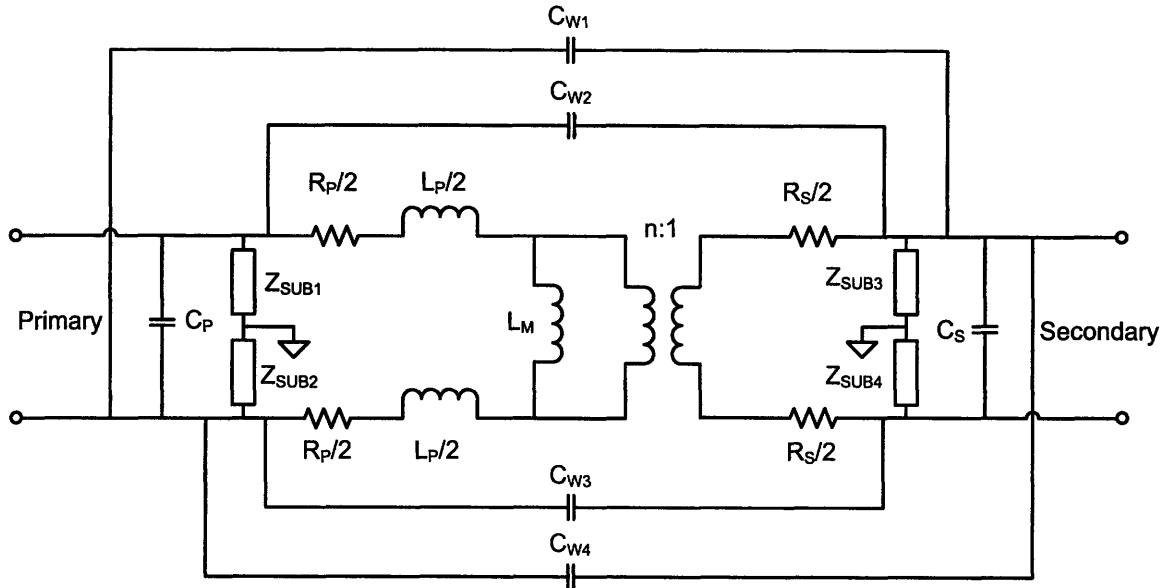 C_W1
C_W2
R_P/2
L_P/2
R_S/2
n:1
Z_SUB1
Z_SUB3
Primary
C_P
L_M
C_S
Secondary
Z_SUB2
Z_SUB4
R_P/2
L_P/2
R_S/2
C_W3
C_W4